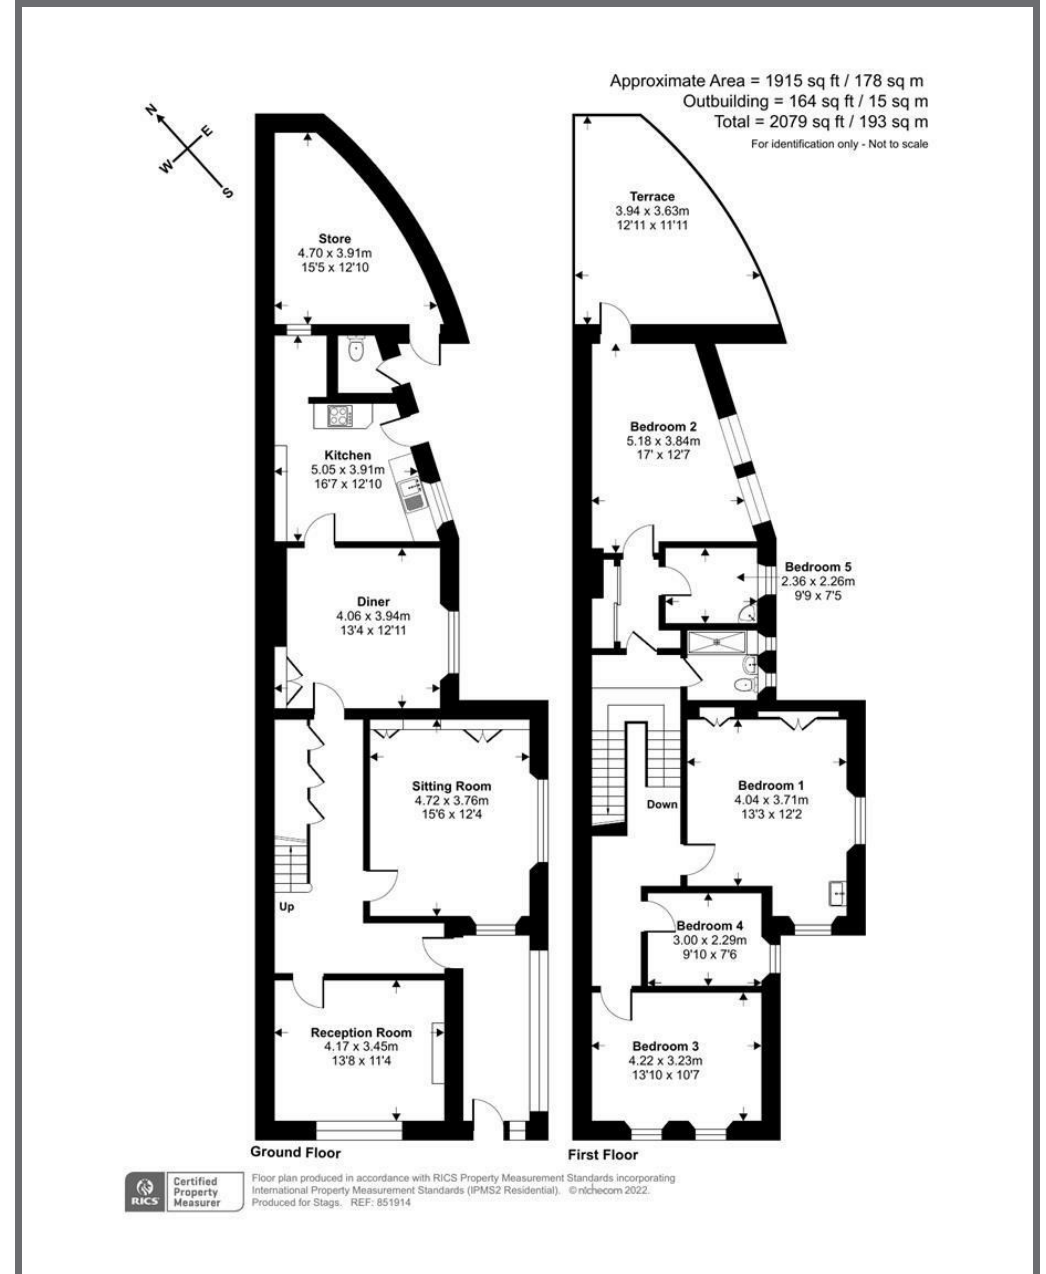 Approximate Area = 1915 sq ft / 178 sq m
Outbuilding = 164 sq ft / 15 sq m
Total = 2079 sq ft / 193 sq m
For identification only - Not to scale
N
E
W
S
Store
4.70 x 3.91m
15'5 x 12'10
Kitchen
5.05 x 3.91m
16'7 x 12'10
Diner
4.06 x 3.94m
13'4 x 12'11
Sitting Room
4.72 x 3.76m
15'6 x 12'4
Up
Reception Room
4.17 x 3.45m
13'8 x 11'4
Ground Floor
Terrace
3.94 x 3.63m
12'11 x 11'11
Bedroom 2
5.18 x 3.84m
17' x 12'7
Bedroom 5
2.36 x 2.26m
9'9 x 7'5
Bedroom 1
4.04 x 3.71m
13'3 x 12'2
Down
Bedroom 4
3.00 x 2.29m
9'10 x 7'6
Bedroom 3
4.22 x 3.23m
13'10 x 10'7
First Floor
RICS
Certified
Property
Measurer
Floor plan produced in accordance with RICS Property Measurement Standards incorporating
International Property Measurement Standards (IPMS2 Residential). © nichecom 2022.
Produced for Stags. REF: 851914